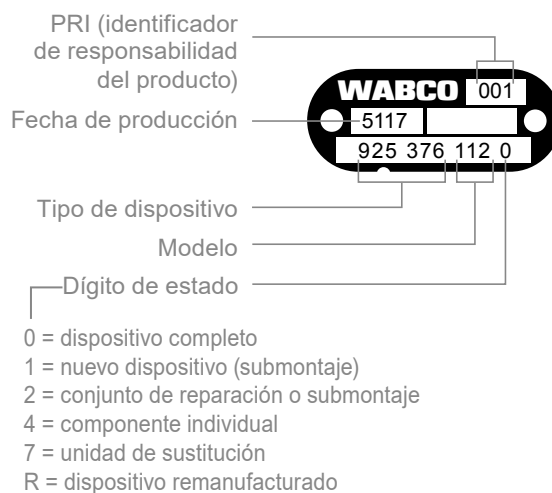 PRI (identificador
de responsabilidad
del producto)
WABCO 001
Fecha de producción
5117
925 376 112 0
Tipo de dispositivo
Modelo
Dígito de estado
0 = dispositivo completo
1 = nuevo dispositivo (submontaje)
2 = conjunto de reparación o submontaje
4 = componente individual
7 = unidad de sustitución
R = dispositivo remanufacturado